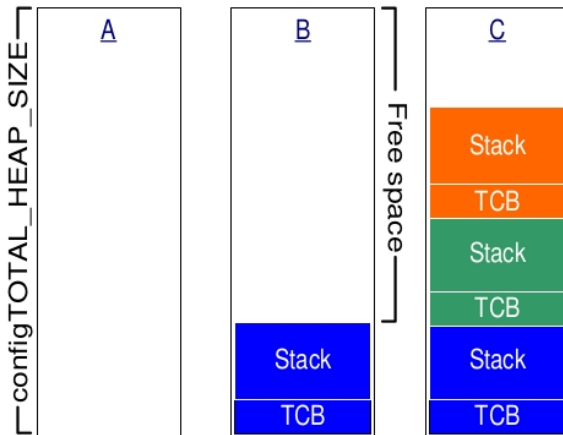 configTOTAL_HEAP_SIZE
A
B
Stack
TCB
Free space
C
Stack
TCB
Stack
TCB
Stack
TCB